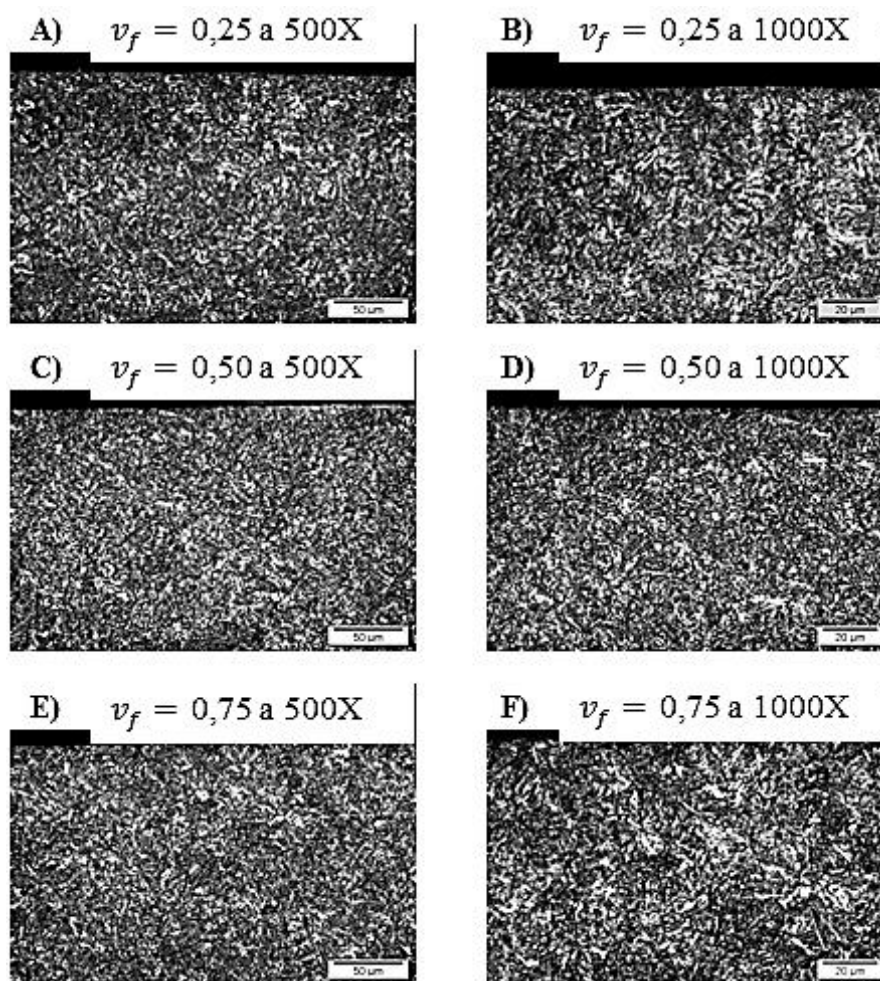 A) v_f = 0,25 a 500X
B) v_f = 0,25 a 1000X
50 µm
20 µm
C) v_f = 0,50 a 500X
D) v_f = 0,50 a 1000X
50 µm
20 µm
E) v_f = 0,75 a 500X
F) v_f = 0,75 a 1000X
50 µm
20 µm